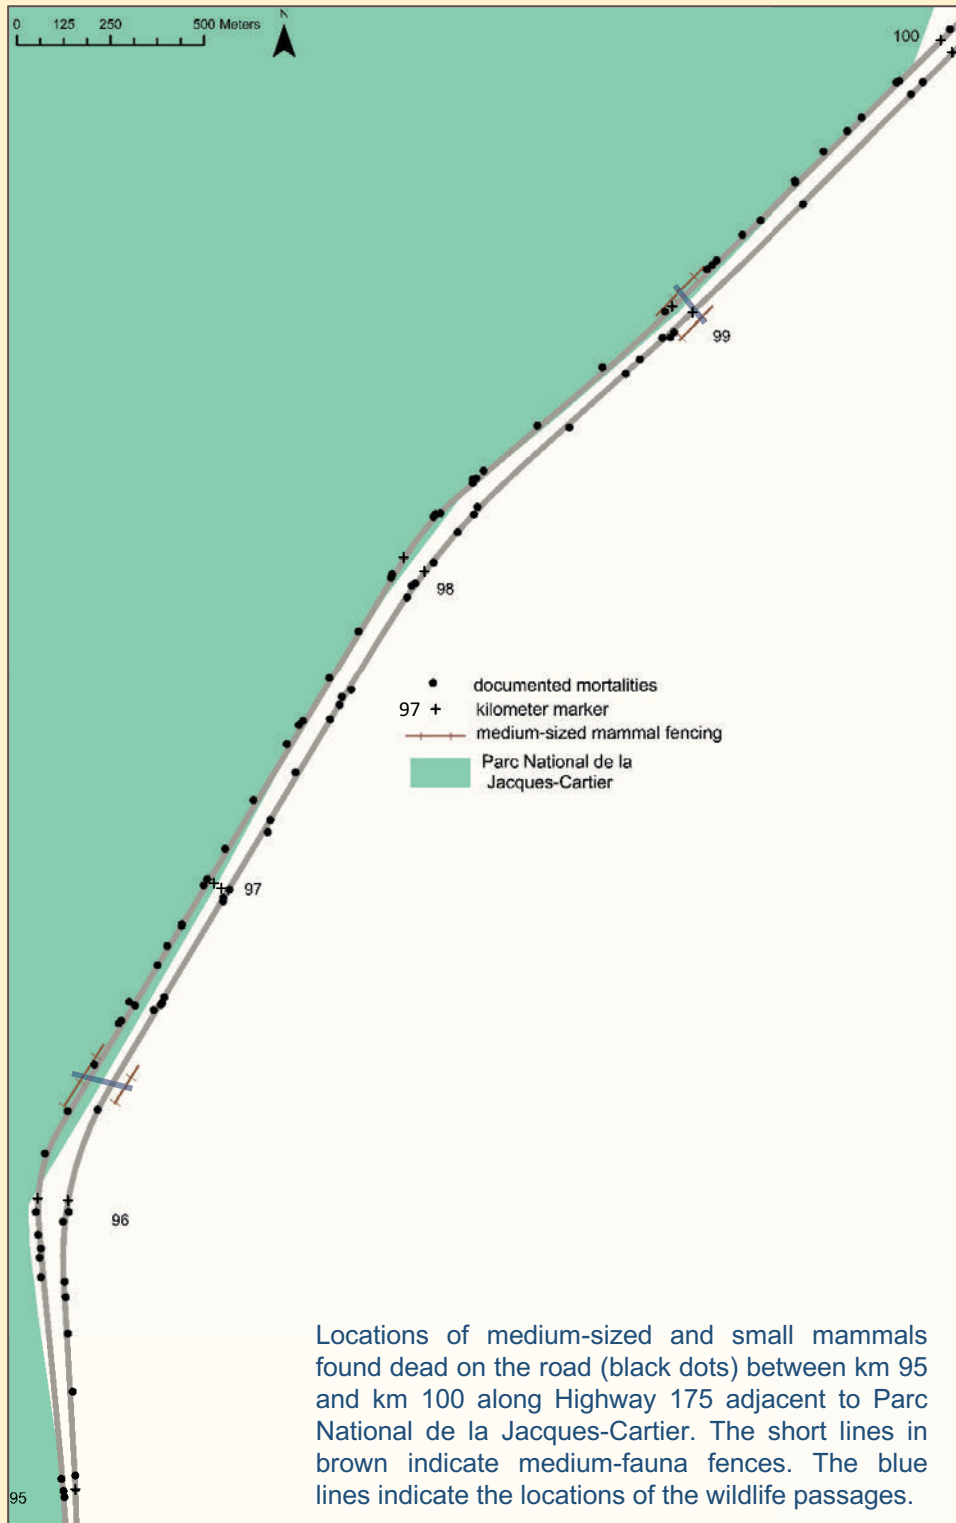 0 125 250 500 Meters
N
100
99
98
documented mortalities
97 + kilometer marker
medium-sized mammal fencing
Parc National de la
Jacques-Cartier
97
96
Locations of medium-sized and small mammals
found dead on the road (black dots) between km 95
and km 100 along Highway 175 adjacent to Parc
National de la Jacques-Cartier. The short lines in
brown indicate medium-fauna fences. The blue
lines indicate the locations of the wildlife passages.
95